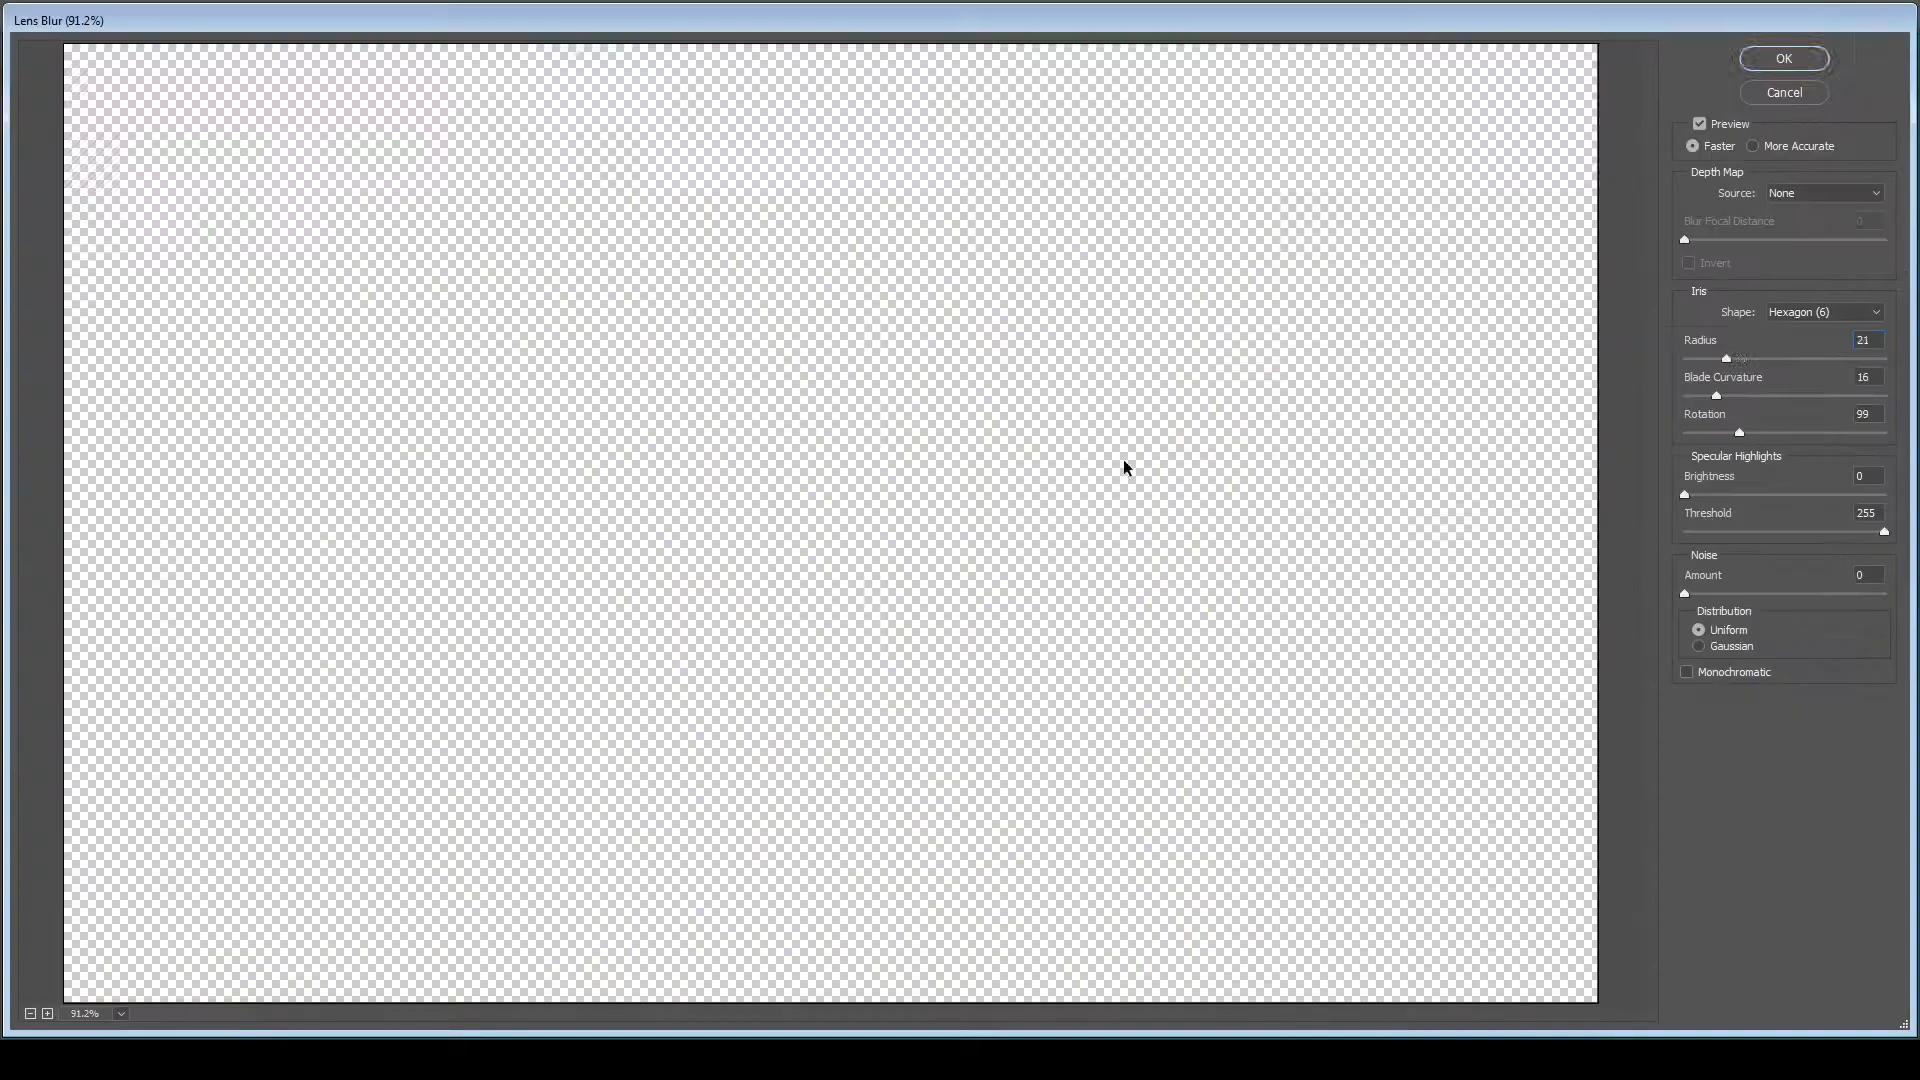 Lens Blur (91.2%)
OK
Cancel
Preview
Faster More Accurate
Depth Map
Source: None
Blur Focal Distance 0
Invert
Iris
Shape: Hexagon (6)
Radius 21
Blade Curvature 16
Rotation 99
Specular Highlights
Brightness 0
Threshold 255
Noise
Amount 0
Distribution
Uniform
Gaussian
Monochromatic
91.2%